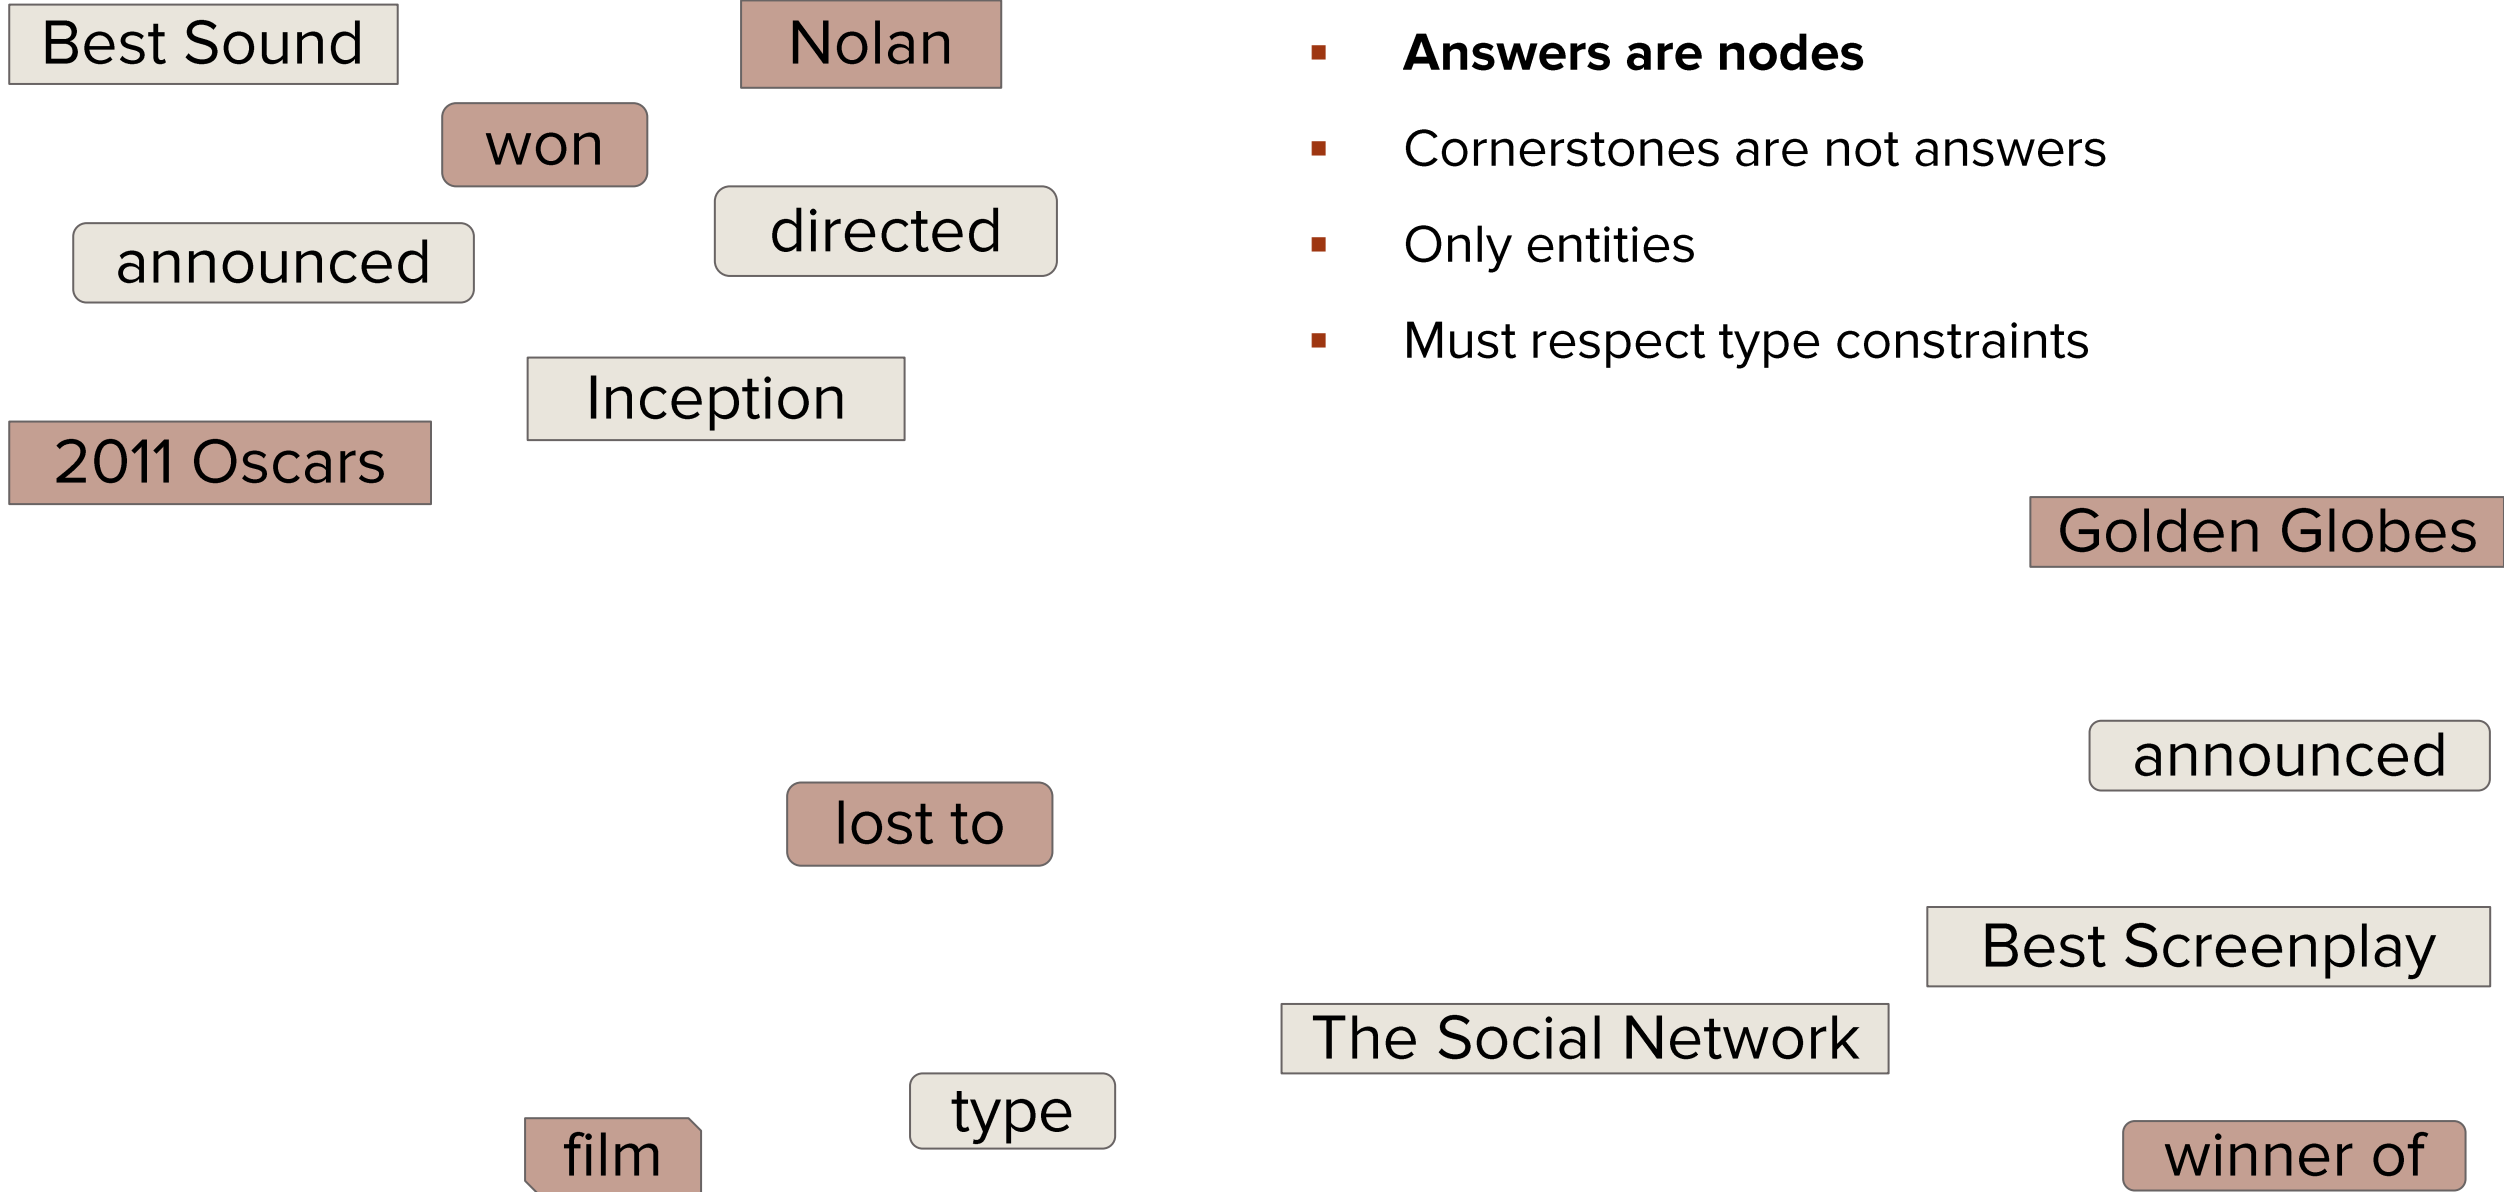 Best Sound
Nolan
won
directed
announced
Inception
2011 Oscars
Answers are nodes
Cornerstones are not answers
Only entities
Must respect type constraints
Golden Globes
announced
lost to
Best Screenplay
The Social Network
type
film
winner of